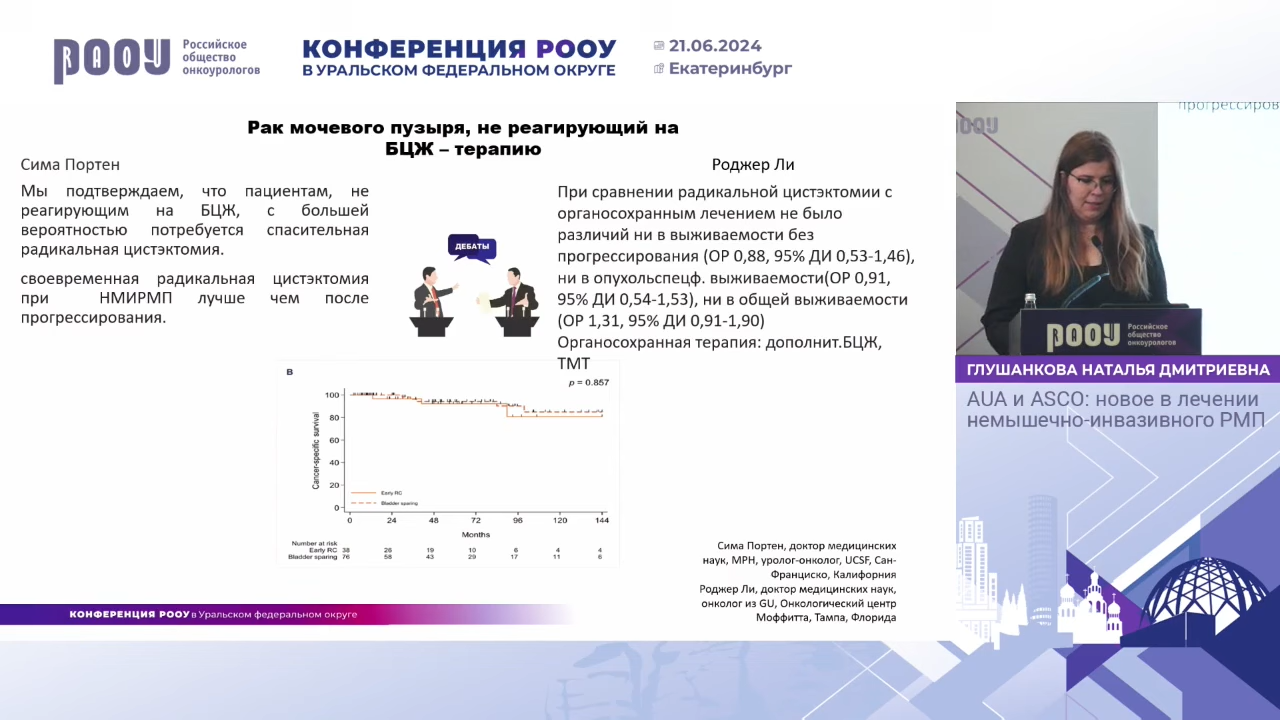 РООУ
Российское
общество
онкоурологов
КОНФЕРЕНЦИЯ РООУ
В УРАЛЬСКОМ ФЕДЕРАЛЬНОМ ОКРУГЕ
21.06.2024
Екатеринбург
Рак мочевого пузыря, не реагирующий на
БЦЖ – терапию
Сима Портен
Мы подтверждаем, что пациентам, не
реагирующим на БЦЖ, с большей
вероятностью потребуется спасительная
радикальная цистэктомия.
своевременная радикальная цистэктомия
при НМИРМП лучше чем после
прогрессирования.
ДЕБАТЫ
Роджер Ли
При сравнении радикальной цистэктомии с
органосохранным лечением не было
различий ни в выживаемости без
прогрессирования (ОР 0,88, 95% ДИ 0,53-1,46),
ни в опухольспецф. выживаемости(ОР 0,91,
95% ДИ 0,54-1,53), ни в общей выживаемости
(ОР 1,31, 95% ДИ 0,91-1,90)
Органосохранная терапия: дополнит.БЦЖ,
ТМТ
B
p = 0.857
Cancer-specific survival
100
80
60
40
20
0
Early RC
Bladder sparing
0 24 48 72 96 120 144
Months
Number at risk
Early RC 38 26 19 10 6 4 4
Bladder sparing 76 58 43 29 17 11 6
Сима Портен, доктор медицинских
наук, MPH, уролог-онколог, UCSF, Сан-
Франциско, Калифорния
Роджер Ли, доктор медицинских наук,
онколог из GU, Онкологический центр
Моффитта, Тампа, Флорида
КОНФЕРЕНЦИЯ РООУ в Уральском федеральном округе
прогрессиров
РООУ
РООУ
Российское
общество
онкоурологов
ГЛУШАНКОВА НАТАЛЬЯ ДМИТРИЕВНА
AUA и ASCO: новое в лечении
немышечно-инвазивного РМП